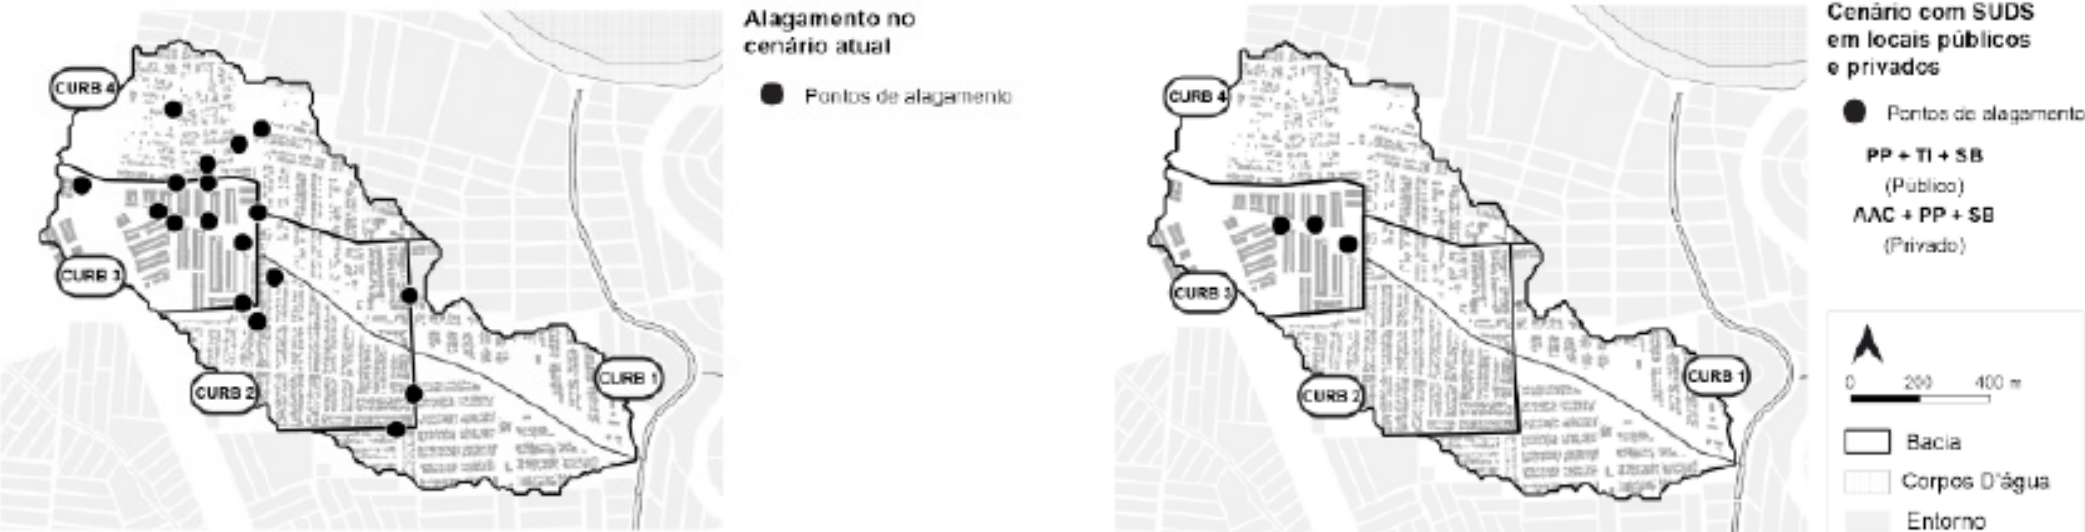 Alagamento no
cenário atual
Pontos de alagamento
CURB 4
CURB 3
CURB 2
CURB 1
Cenário com SUDS
em locais públicos
e privados
Pontos de alagamento
PP + TI + SB
(Público)
AAC + PP + SB
(Privado)
CURB 4
CURB 3
CURB 2
CURB 1
0 200 400 m
Bacia
Corpos D'água
Entorno